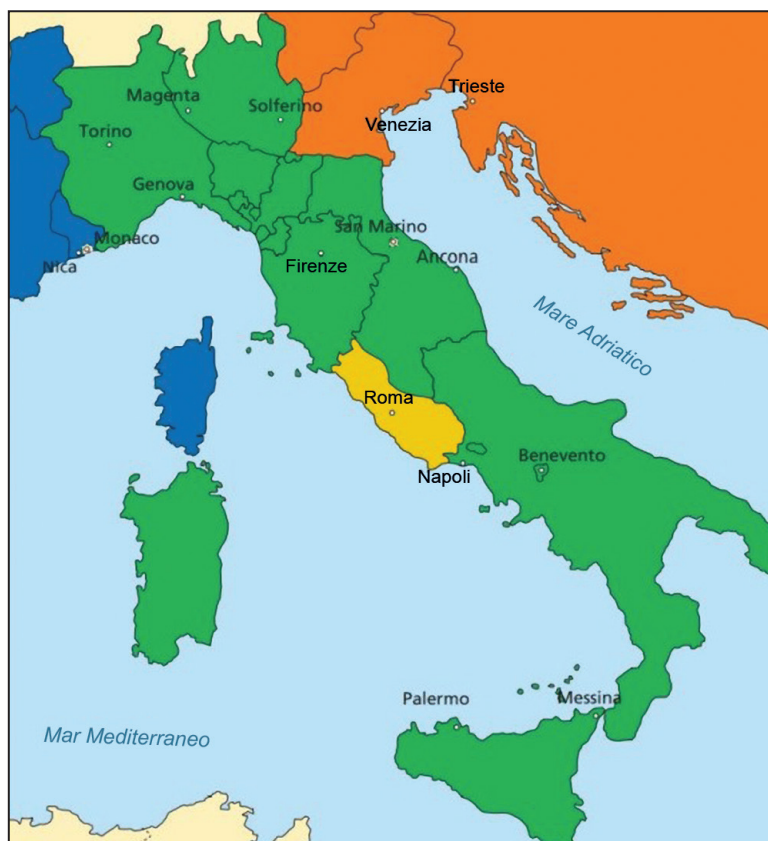 Trieste
Magenta
Solferino
Venezia
Torino
Genova
San Marino
Monaco
Nica
Firenze
Ancona
Mare Adriatico
Roma
Benevento
Napoli
Palermo
Messina
Mar Mediterraneo